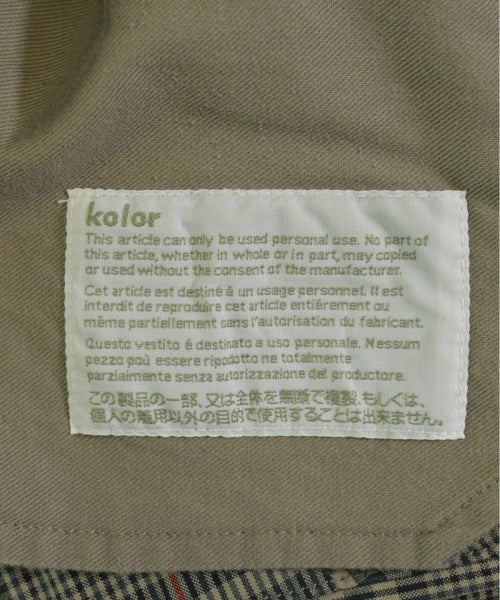 kolor
This article can only be used personal use. No part of
this article, whether in whole or in part, may copied
or used without the consent of the manufacturer.
Cet article est destiné à un usage personnel. Il est
interdit de reproduire cet article entiérement ou
même partiellement sans l'autorisation du fabricant.
Questo vestito é destinato a uso personale. Nessum
pezzo può essere ripodotto ne totalmente
parzialmente senza autorizzazione del productore.
この製品の一部、又は全体を無断で複製、もしくは、
個人の着用以外の目的で使用することは出来ません。